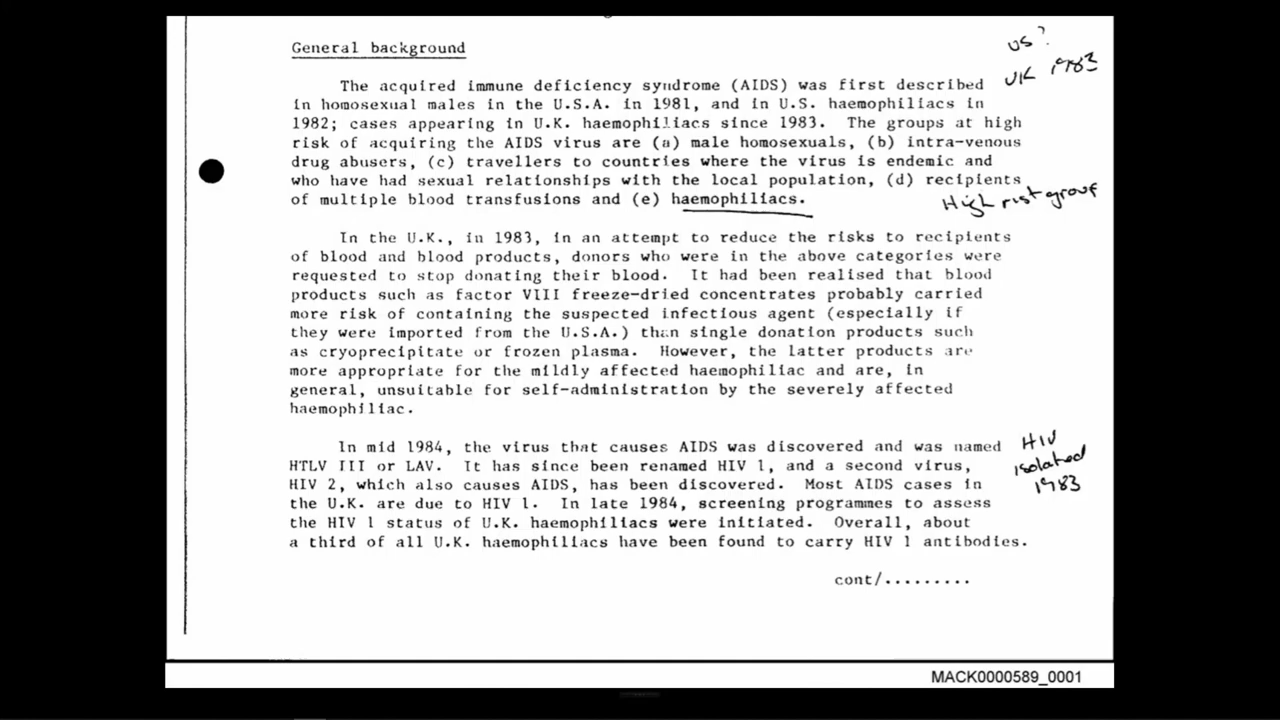 General background
US?
UK 1983
The acquired immune deficiency syndrome (AIDS) was first described
in homosexual males in the U.S.A. in 1981, and in U.S. haemophiliacs in
1982; cases appearing in U.K. haemophiliacs since 1983. The groups at high
risk of acquiring the AIDS virus are (a) male homosexuals, (b) intra-venous
drug abusers, (c) travellers to countries where the virus is endemic and
who have had sexual relationships with the local population, (d) recipients
of multiple blood transfusions and (e) haemophiliacs.
High risk group
In the U.K., in 1983, in an attempt to reduce the risks to recipients
of blood and blood products, donors who were in the above categories were
requested to stop donating their blood. It had been realised that blood
products such as factor VIII freeze-dried concentrates probably carried
more risk of containing the suspected infectious agent (especially if
they were imported from the U.S.A.) than single donation products such
as cryoprecipitate or frozen plasma. However, the latter products are
more appropriate for the mildly affected haemophiliac and are, in
general, unsuitable for self-administration by the severely affected
haemophiliac.
In mid 1984, the virus that causes AIDS was discovered and was named
HTLV III or LAV. It has since been renamed HIV 1, and a second virus,
HIV 2, which also causes AIDS, has been discovered. Most AIDS cases in
the U.K. are due to HIV 1. In late 1984, screening programmes to assess
the HIV 1 status of U.K. haemophiliacs were initiated. Overall, about
a third of all U.K. haemophiliacs have been found to carry HIV 1 antibodies.
HIV
isolated
1983
cont/.........
MACK0000589_0001